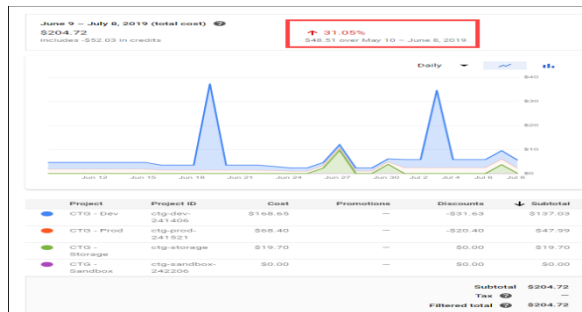 June 9 – July 8, 2019 (total cost)
$204.72
includes -$52.03 in credits
31.05%
$48.51 over May 10 – June 8, 2019
Daily
$40
$30
$20
$10
$0
Jun 12 Jun 15 Jun 18 Jun 21 Jun 24 Jun 27 Jun 30 Jul 2 Jul 4 Jul 6 Jul 8
Project Project ID Cost Promotions Discounts Subtotal
CTG - Dev ctg-dev-241406 $168.65 — -$31.63 $137.03
CTG - Prod ctg-prod-241521 $68.40 — -$20.40 $47.99
CTG - Storage ctg-storage $19.70 — $0.00 $19.70
CTG - Sandbox ctg-sandbox-242206 $0.00 — $0.00 $0.00
Subtotal $204.72
Tax —
Filtered total $204.72